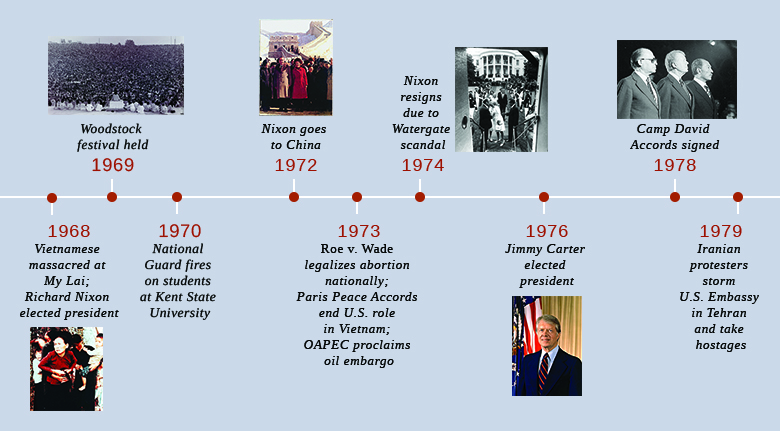 Woodstock
festival held
1969
Nixon goes
to China
1972
Nixon
resigns
due to
Watergate
scandal
1974
Camp David
Accords signed
1978
1968
Vietnamese
massacred at
My Lai;
Richard Nixon
elected president
1970
National
Guard fires
on students
at Kent State
University
1973
Roe v. Wade
legalizes abortion
nationally;
Paris Peace Accords
end U.S. role
in Vietnam;
OAPEC proclaims
oil embargo
1976
Jimmy Carter
elected
president
1979
Iranian
protesters
storm
U.S. Embassy
in Tehran
and take
hostages